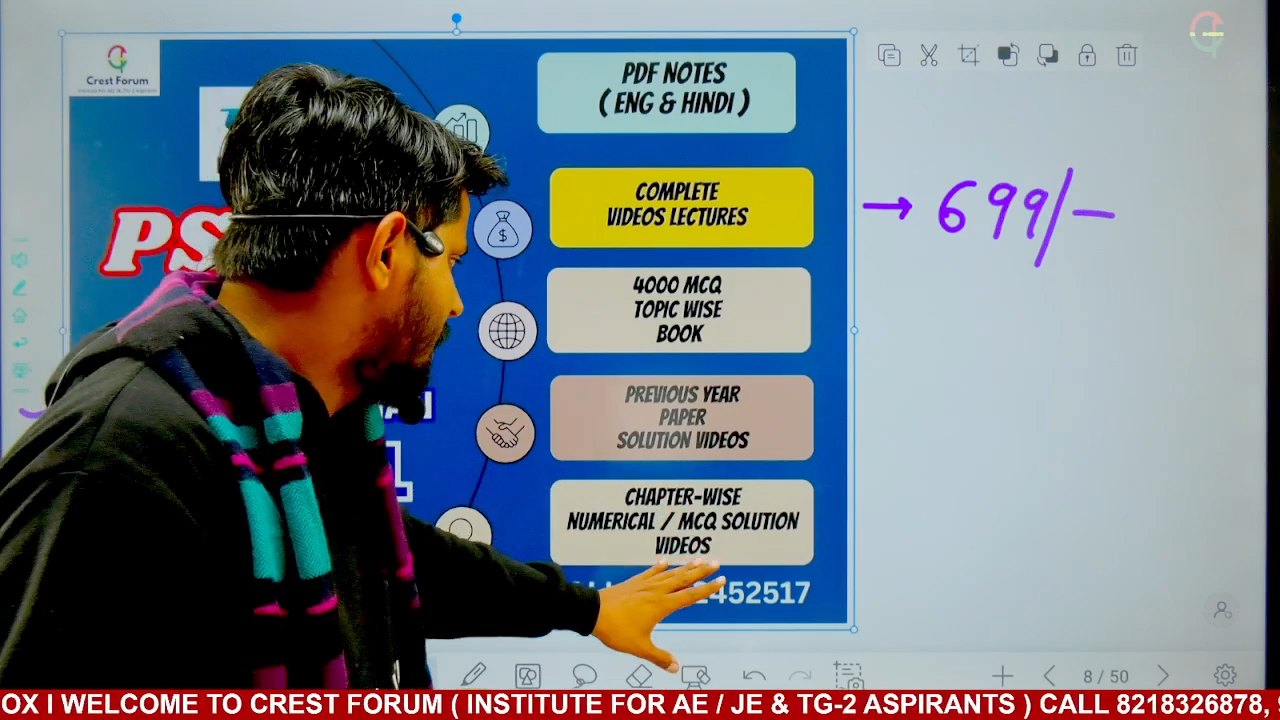 Crest Forum
PDF NOTES
( ENG & HINDI )
COMPLETE
VIDEOS LECTURES
→ 699/-
4000 MCQ
TOPIC WISE
BOOK
PREVIOUS YEAR
PAPER
SOLUTION VIDEOS
CHAPTER-WISE
NUMERICAL / MCQ SOLUTION
VIDEOS
PS
452517
8 / 50
OX I WELCOME TO CREST FORUM ( INSTITUTE FOR AE / JE & TG-2 ASPIRANTS ) CALL 8218326878,